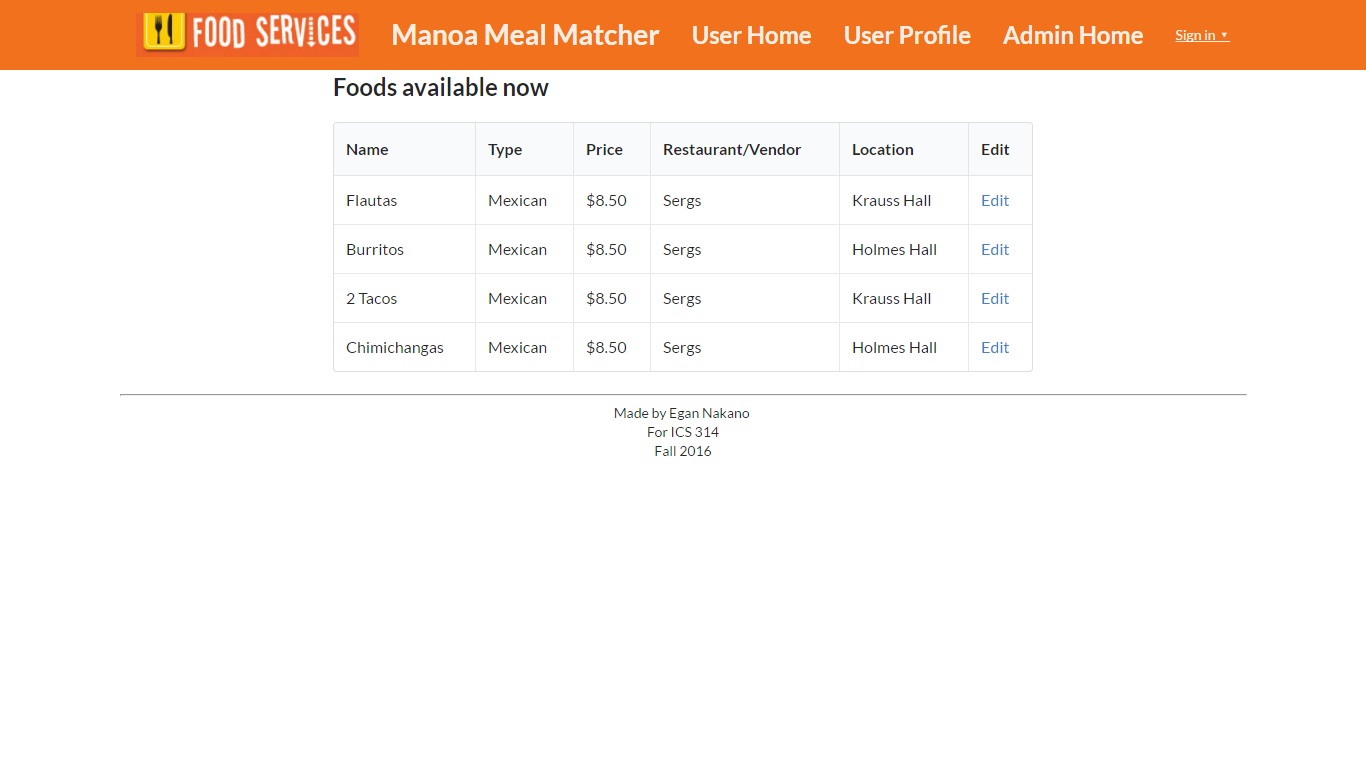 FOOD SERVICES Manoa Meal Matcher User Home User Profile Admin Home Sign in
Foods available now
Name Type Price Restaurant/Vendor Location Edit
Flautas Mexican $8.50 Sergs Krauss Hall Edit
Burritos Mexican $8.50 Sergs Holmes Hall Edit
2 Tacos Mexican $8.50 Sergs Krauss Hall Edit
Chimichangas Mexican $8.50 Sergs Holmes Hall Edit
Made by Egan Nakano
For ICS 314
Fall 2016